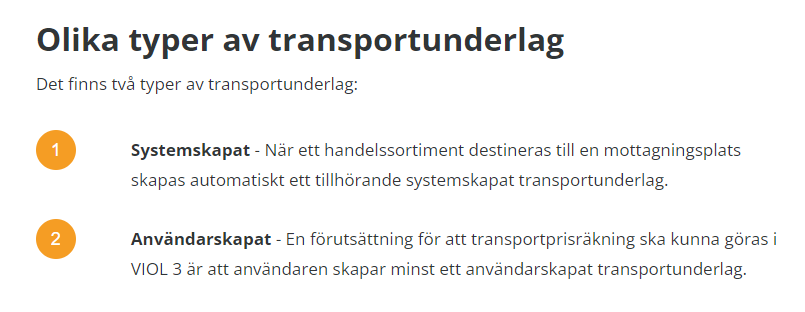 Olika typer av transportunderlag
Det finns två typer av transportunderlag:
1
Systemskapat - När ett handelssortiment destineras till en mottagningsplats
skapas automatiskt ett tillhörande systemskapat transportunderlag.
2
Användarskapat - En förutsättning för att transportprisräkning ska kunna göras i
VIOL 3 är att användaren skapar minst ett användarskapat transportunderlag.